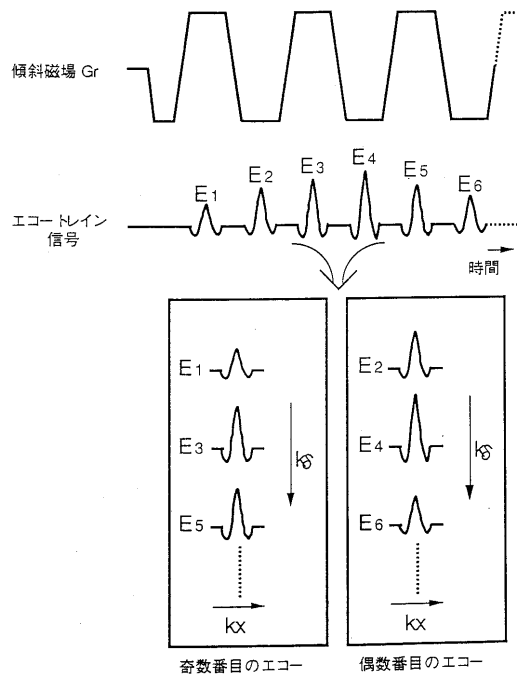 傾斜磁場 Gr
E1 E2 E3 E4 E5 E6
エコートレイン
信号
時間
E1
E3
E5
kx
E2
E4
E6
kx
奇数番目のエコー
偶数番目のエコー